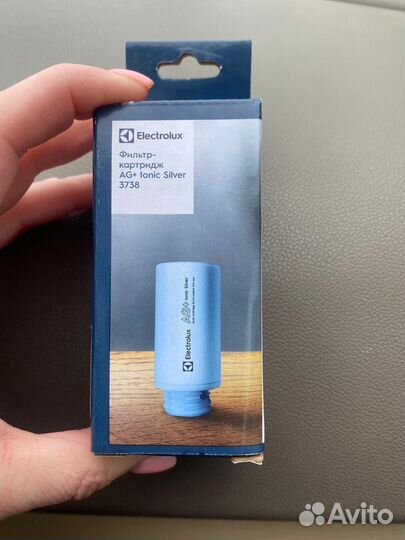 Electrolux
Фильтр-
картридж
AG+ Ionic Silver
3738
Electrolux AG+ Ionic Silver
Avito